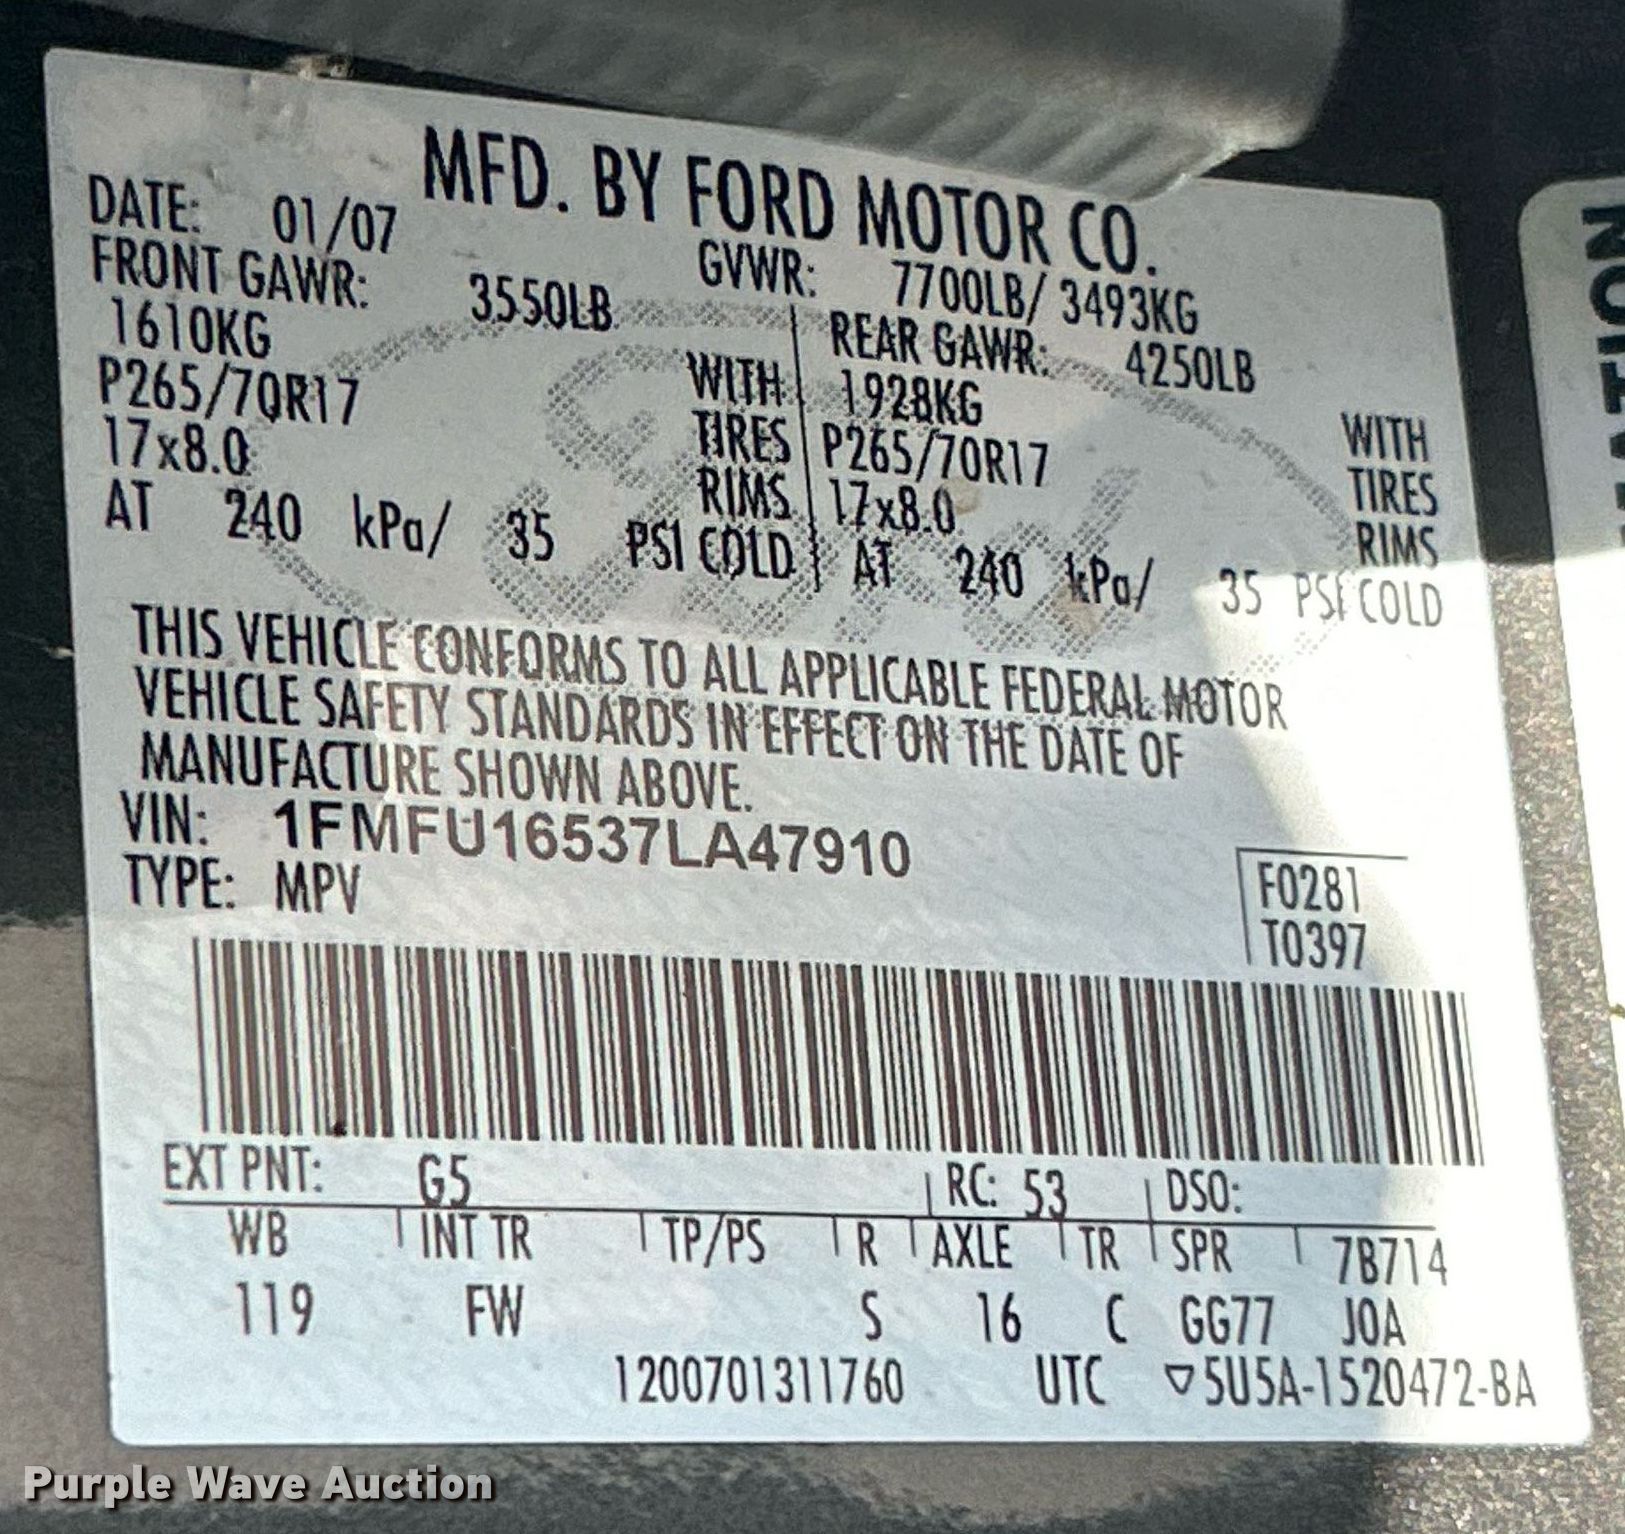 MFD. BY FORD MOTOR CO.
DATE: 01/07
GVWR: 7700LB/ 3493KG
FRONT GAWR: 3550LB
REAR GAWR: 4250LB
1610KG WITH
1928KG WITH
P265/70R17 TIRES
P265/70R17 TIRES
17x8.0 RIMS
17x8.0 RIMS
AT 240 kPa/ 35 PSI COLD
AT 240 kPa/ 35 PSI COLD
THIS VEHICLE CONFORMS TO ALL APPLICABLE FEDERAL MOTOR
VEHICLE SAFETY STANDARDS IN EFFECT ON THE DATE OF
MANUFACTURE SHOWN ABOVE.
VIN: 1FMFU16537LA47910
TYPE: MPV
F0281
T0397
EXT PNT: G5 RC: 53 DSO:
WB INT TR TP/PS R AXLE TR SPR 7B714
119 FW S 16 C GG77 JOA
1200701311760 UTC ▽5U5A-1520472-BA
Purple Wave Auction